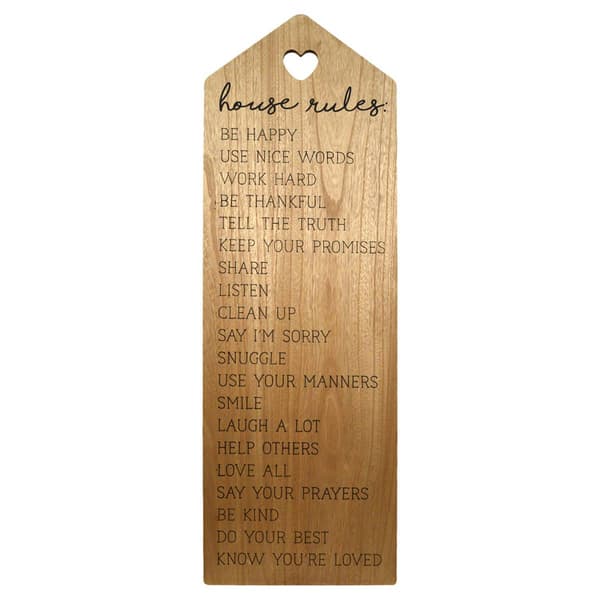 house rules:
BE HAPPY
USE NICE WORDS
WORK HARD
BE THANKFUL
TELL THE TRUTH
KEEP YOUR PROMISES
SHARE
LISTEN
CLEAN UP
SAY I'M SORRY
SNUGGLE
USE YOUR MANNERS
SMILE
LAUGH A LOT
HELP OTHERS
LOVE ALL
SAY YOUR PRAYERS
BE KIND
DO YOUR BEST
KNOW YOU'RE LOVED